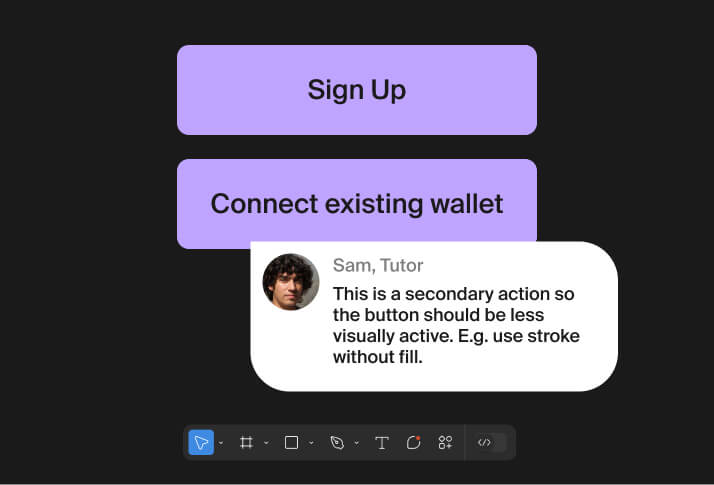 Sign Up
Connect existing wallet
Sam, Tutor
This is a secondary action so
the button should be less
visually active. E.g. use stroke
without fill.